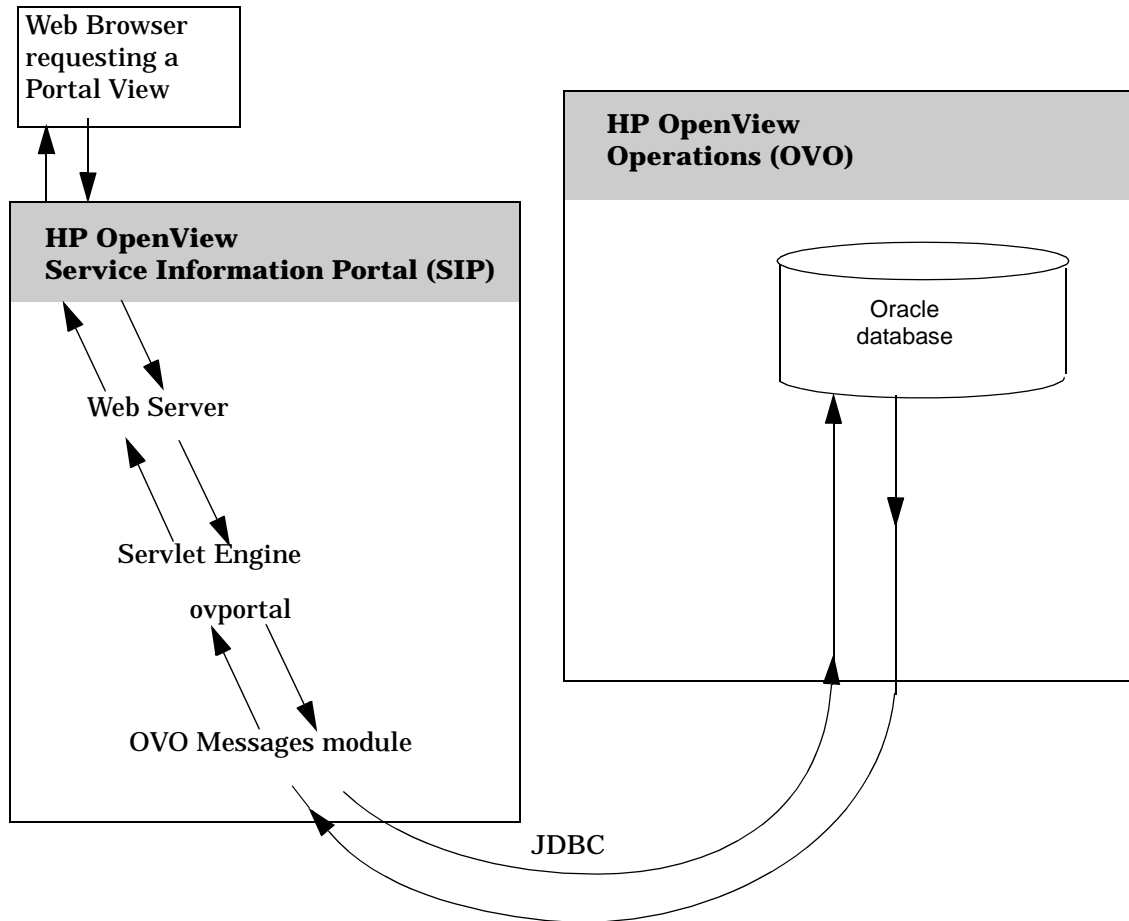 Web Browser
requesting a
Portal View
HP OpenView
Operations (OVO)
HP OpenView
Service Information Portal (SIP)
Oracle
database
Web Server
Servlet Engine
ovportal
OVO Messages module
JDBC